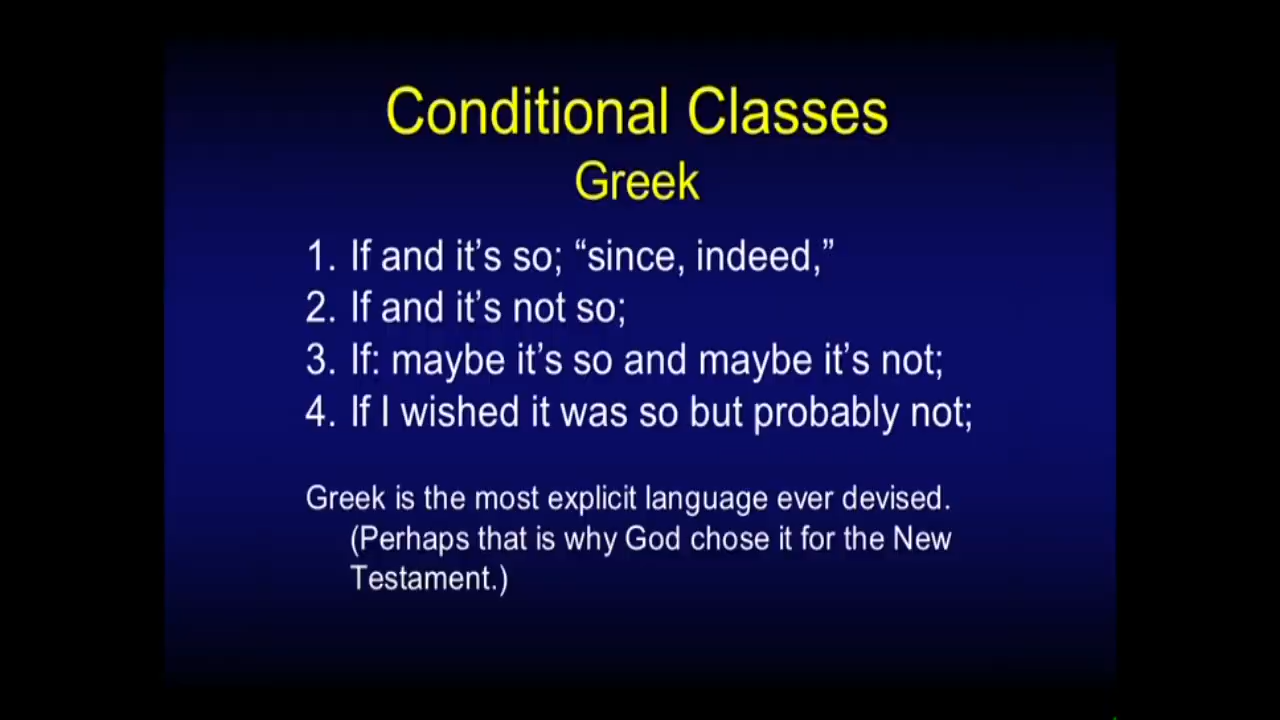 Conditional Classes
Greek
1. If and it's so; “since, indeed,”
2. If and it's not so;
3. If: maybe it's so and maybe it's not;
4. If I wished it was so but probably not;
Greek is the most explicit language ever devised.
(Perhaps that is why God chose it for the New
Testament.)